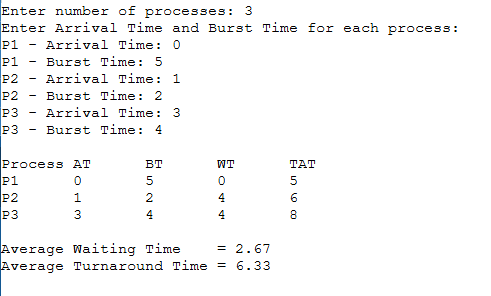 Enter number of processes: 3
Enter Arrival Time and Burst Time for each process:
P1 - Arrival Time: 0
P1 - Burst Time: 5
P2 - Arrival Time: 1
P2 - Burst Time: 2
P3 - Arrival Time: 3
P3 - Burst Time: 4
Process AT BT WT TAT
P1 0 5 0 5
P2 1 2 4 6
P3 3 4 4 8
Average Waiting Time = 2.67
Average Turnaround Time = 6.33